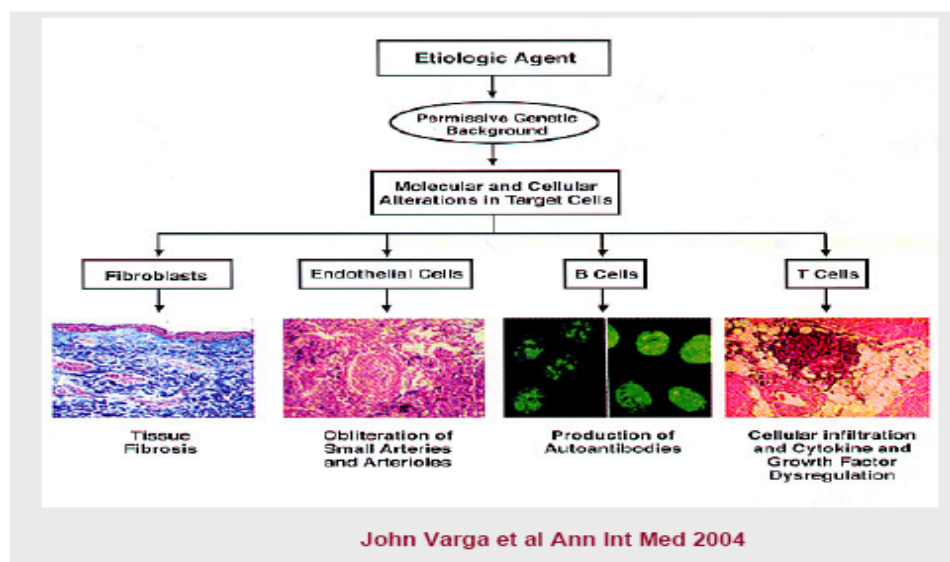 Etiologic Agent
Permissive Genetic
Background
Molecular and Cellular
Alterations in Target Cells
Fibroblasts
Endothelial Cells
B Cells
T Cells
Tissue
Fibrosis
Obliteration of
Small Arteries
and Arterioles
Production of
Autoantibodies
Cellular infiltration
and Cytokine and
Growth Factor
Dysregulation
John Varga et al Ann Int Med 2004